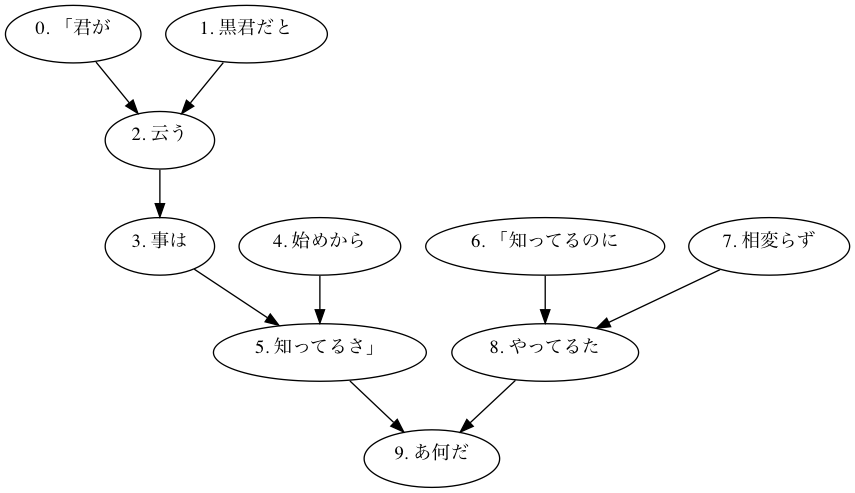 0. 「君が
1. 黒君だと
2. 云う
3. 事は
4. 始めから
6. 「知ってるのに
7. 相変らず
5. 知ってるさ」
8. やってるた
9. あ何だ